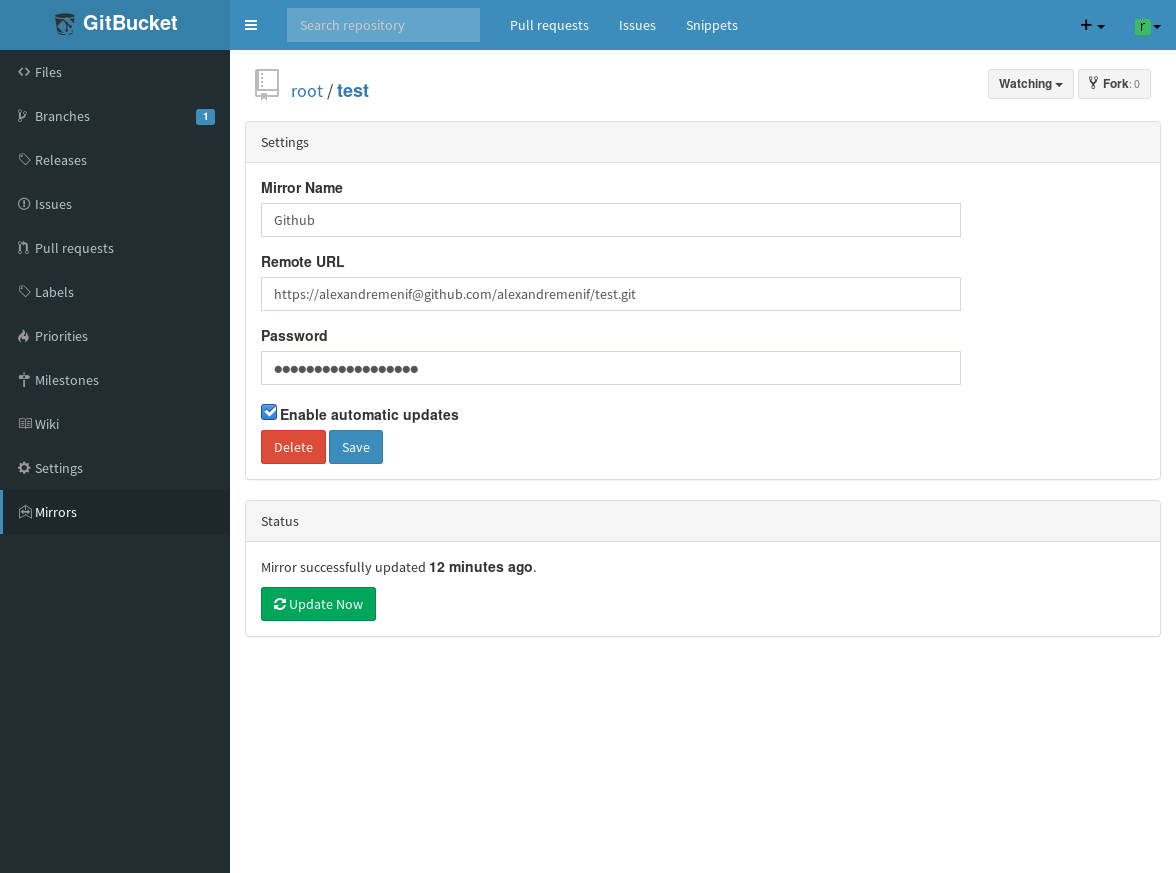 GitBucket
Search repository
Pull requests
Issues
Snippets
r
Files
Branches 1
Releases
Issues
Pull requests
Labels
Priorities
Milestones
Wiki
Settings
Mirrors
root / test
Watching
Fork: 0
Settings
Mirror Name
Github
Remote URL
https://alexandremenif@github.com/alexandremenif/test.git
Password
●●●●●●●●●●●●●●●●●●
Enable automatic updates
Delete Save
Status
Mirror successfully updated 12 minutes ago.
Update Now